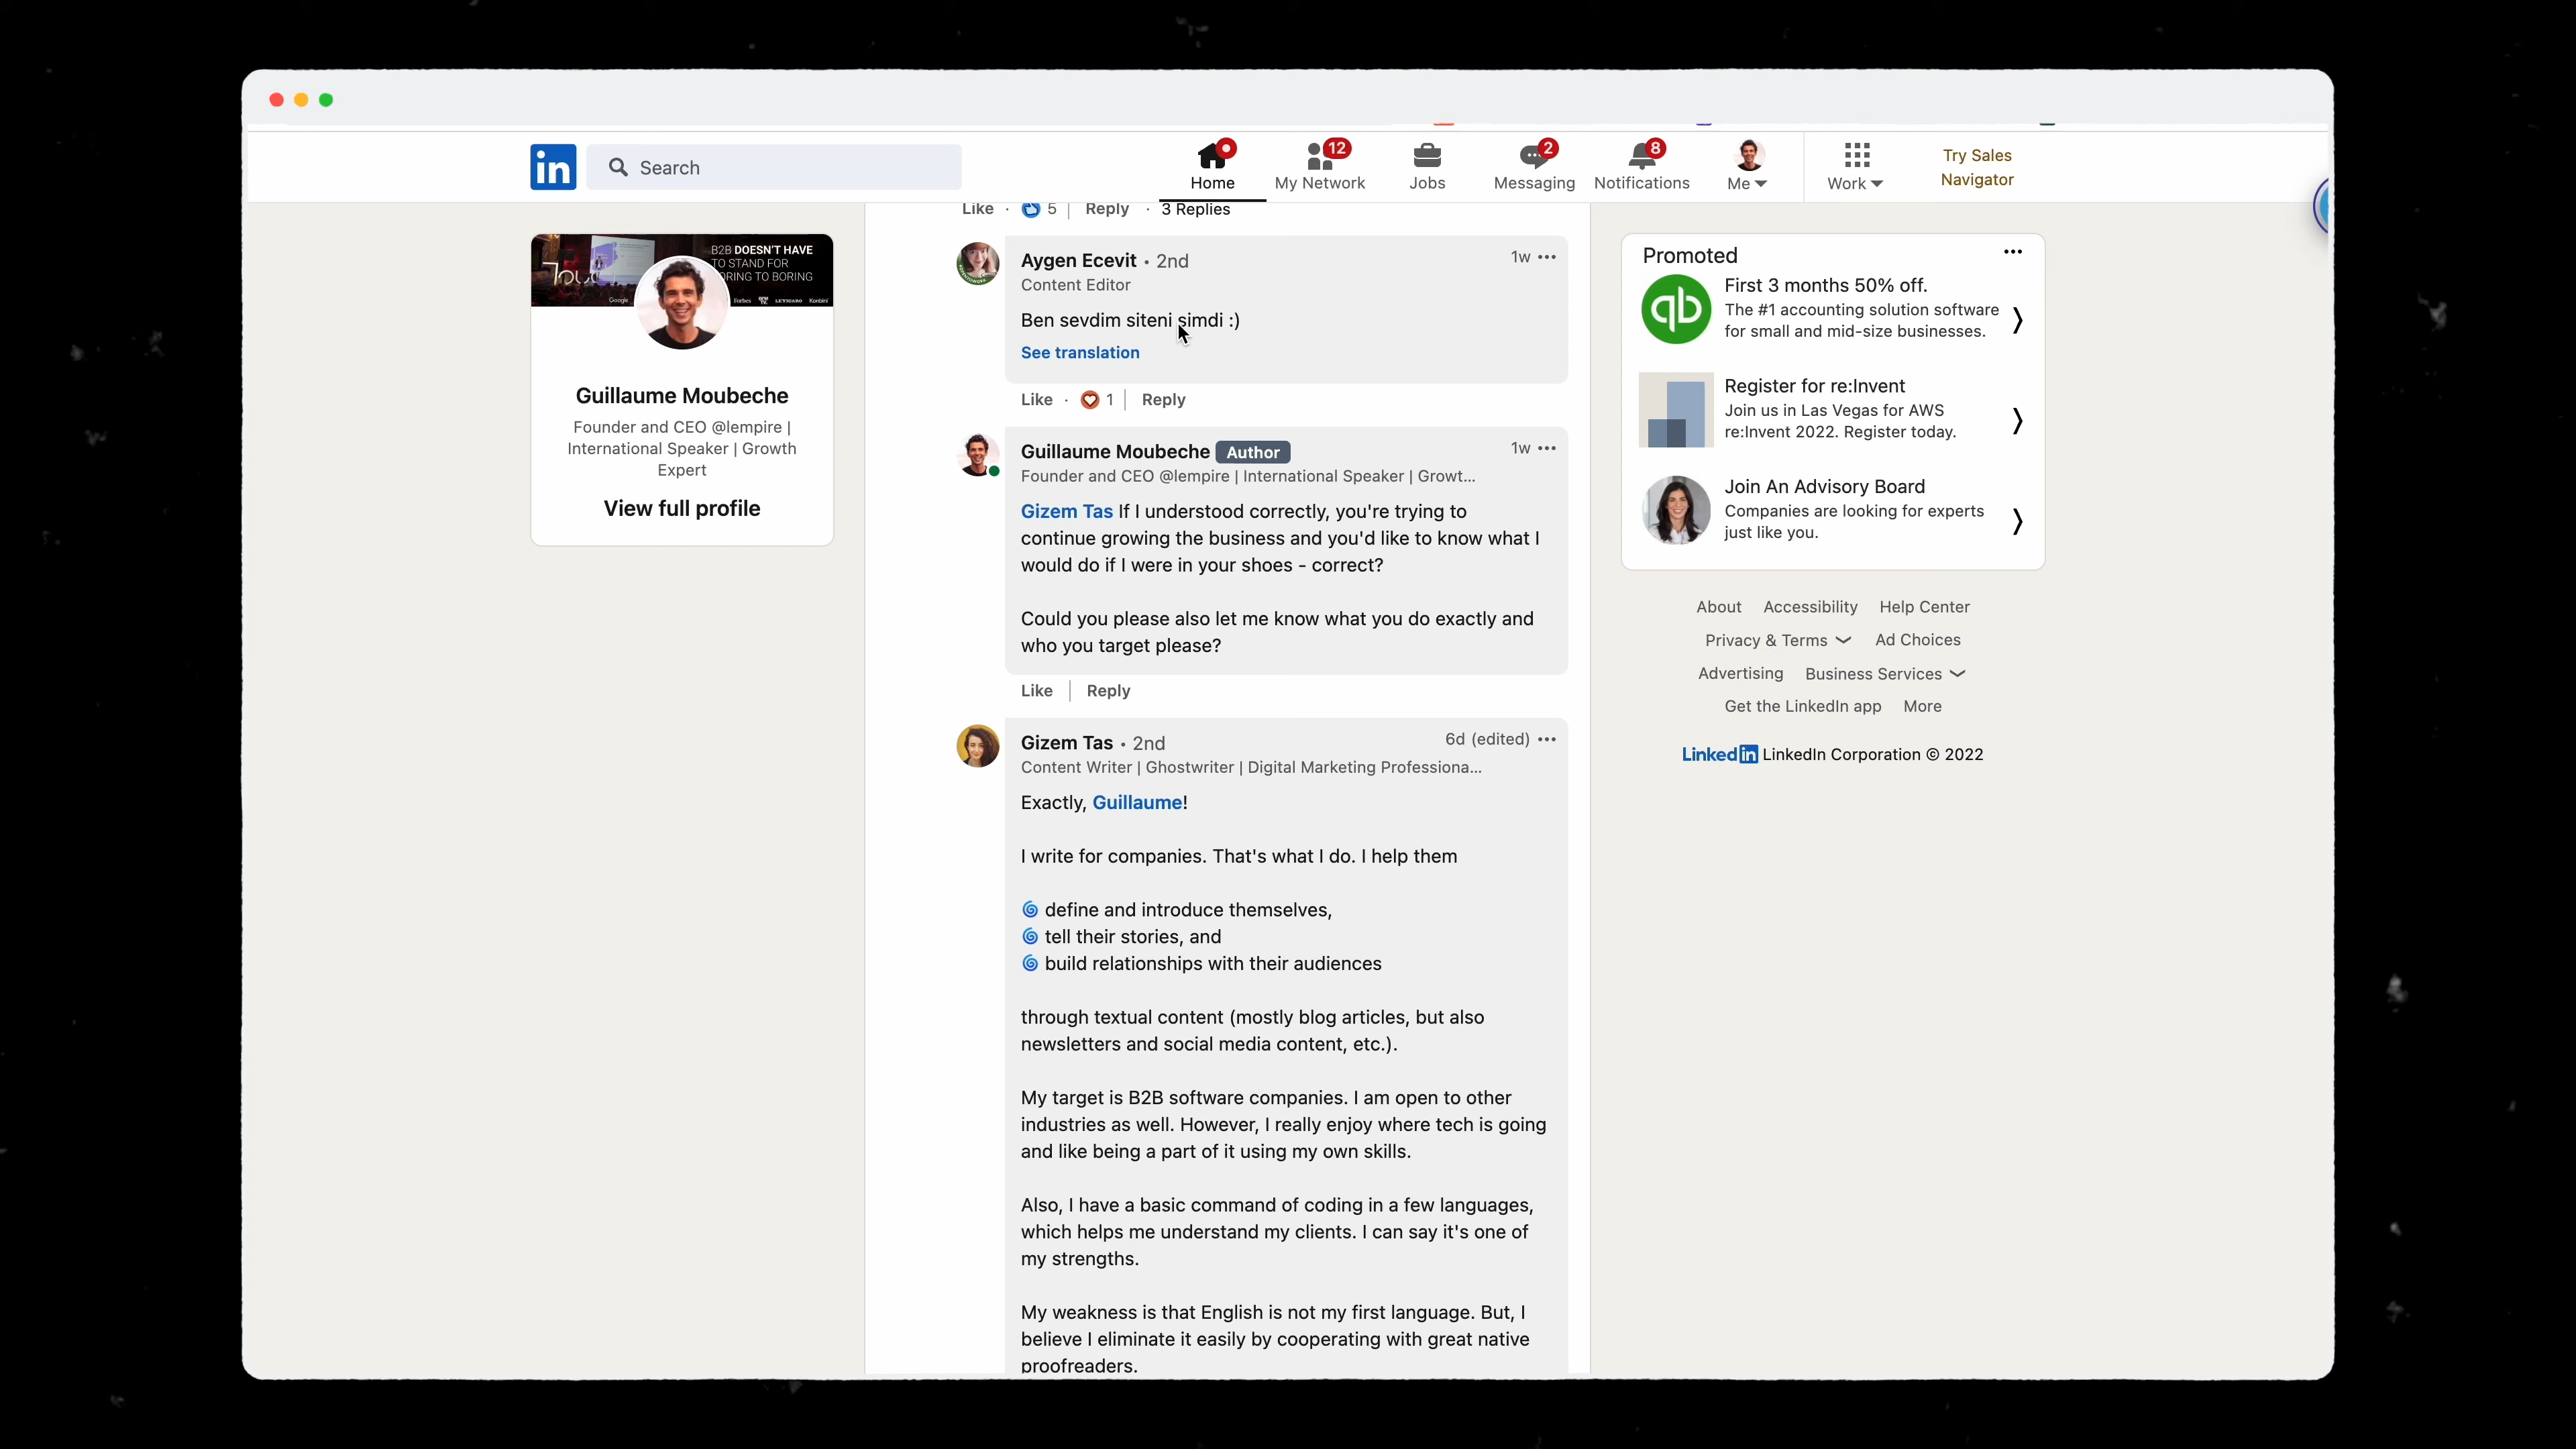 in
Search
Home
12
My Network
Jobs
2
Messaging
8
Notifications
Me
Work
Try Sales
Navigator
B2B DOESN'T HAVE
TO STAND FOR
Google
Forbes
LE FIGARO
Konbini
Guillaume Moubeche
Founder and CEO @lempire |
International Speaker | Growth
Expert
View full profile
Like · 5 | Reply · 3 Replies
Aygen Ecevit · 2nd
1w
Content Editor
Ben sevdim siteni şimdi :)
See translation
Like · 1 | Reply
Guillaume Moubeche Author
1w
Founder and CEO @lempire | International Speaker | Growt...
Gizem Tas If I understood correctly, you're trying to
continue growing the business and you'd like to know what I
would do if I were in your shoes - correct?
Could you please also let me know what you do exactly and
who you target please?
Like | Reply
Gizem Tas · 2nd
6d (edited)
Content Writer | Ghostwriter | Digital Marketing Professiona...
Exactly, Guillaume!
I write for companies. That's what I do. I help them
🌀 define and introduce themselves,
🌀 tell their stories, and
🌀 build relationships with their audiences
through textual content (mostly blog articles, but also
newsletters and social media content, etc.).
My target is B2B software companies. I am open to other
industries as well. However, I really enjoy where tech is going
and like being a part of it using my own skills.
Also, I have a basic command of coding in a few languages,
which helps me understand my clients. I can say it's one of
my strengths.
My weakness is that English is not my first language. But, I
believe I eliminate it easily by cooperating with great native
proofreaders.
Promoted
qb
First 3 months 50% off.
The #1 accounting solution software
for small and mid-size businesses.
Register for re:Invent
Join us in Las Vegas for AWS
re:Invent 2022. Register today.
Join An Advisory Board
Companies are looking for experts
just like you.
About Accessibility Help Center
Privacy & Terms Ad Choices
Advertising Business Services
Get the LinkedIn app More
LinkedIn LinkedIn Corporation © 2022